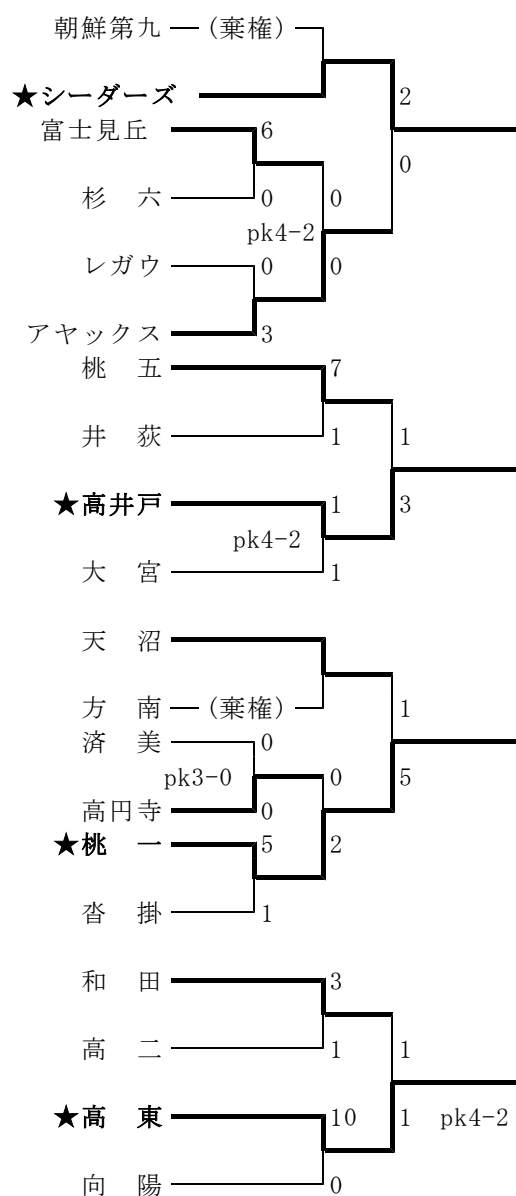 朝鮮第九 (棄権)
★シーダーズ 2
富士見丘 6
0
杉 六 0 0
pk4-2
レガウ 0 0
アヤックス 3
桃 五 7
井 荻 1 1
★高井戸 1 3
pk4-2
大 宮 1
天 沼
方 南 (棄権) 1
済 美 0
pk3-0 0 5
高円寺 0
★桃 一 5 2
沓 掛 1
和 田 3
高 二 1 1
★高 東 10 1 pk4-2
向 陽 0